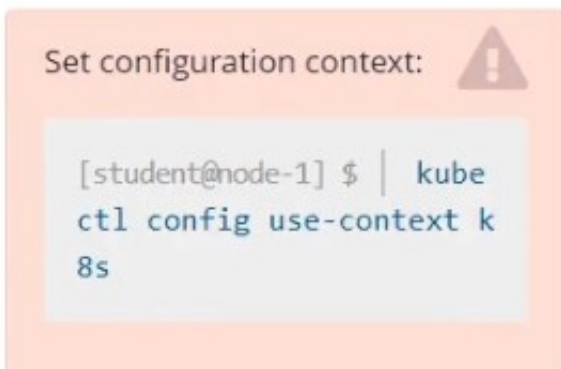 Set configuration context:
[student@node-1] $ | kube
ctl config use-context k
8s